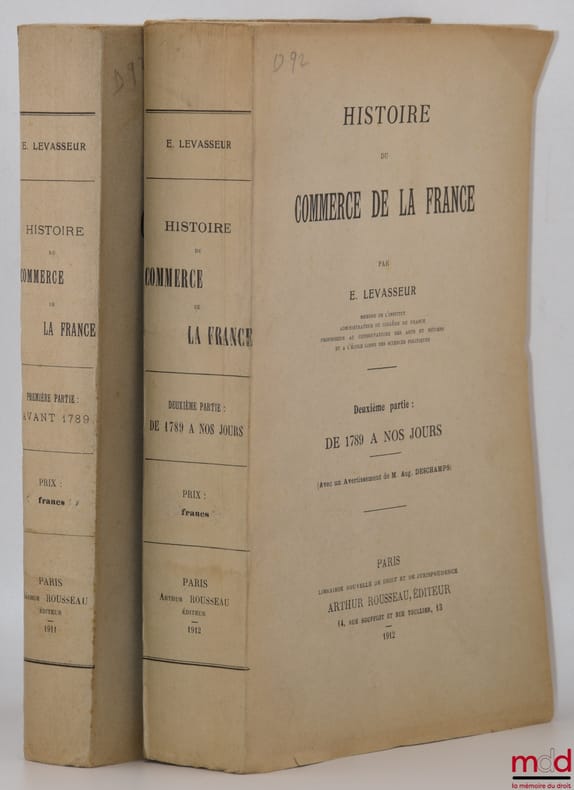 D 92
E. LEVASSEUR
HISTOIRE
DU
COMMERCE
DE
LA FRANCE
PREMIÈRE PARTIE :
AVANT 1789
PRIX :
francs
PARIS
ARTHUR ROUSSEAU
ÉDITEUR
1911
E. LEVASSEUR
HISTOIRE
DU
COMMERCE
DE
LA FRANCE
DEUXIÈME PARTIE :
DE 1789 A NOS JOURS
PRIX :
francs
PARIS
ARTHUR ROUSSEAU
ÉDITEUR
1912
D 92
HISTOIRE
DU
COMMERCE DE LA FRANCE
PAR
E. LEVASSEUR
MEMBRE DE L'INSTITUT
ADMINISTRATEUR DU COLLÈGE DE FRANCE
PROFESSEUR AU CONSERVATOIRE DES ARTS ET MÉTIERS
ET A L'ÉCOLE LIBRE DES SCIENCES POLITIQUES
Deuxième partie :
DE 1789 A NOS JOURS
(Avec un Avertissement de M. Aug. DESCHAMPS)
PARIS
LIBRAIRIE NOUVELLE DE DROIT ET DE JURISPRUDENCE
ARTHUR ROUSSEAU, ÉDITEUR
14, RUE SOUFFLOT ET RUE TOULLIER, 13
1912
mdd
la mémoire du droit